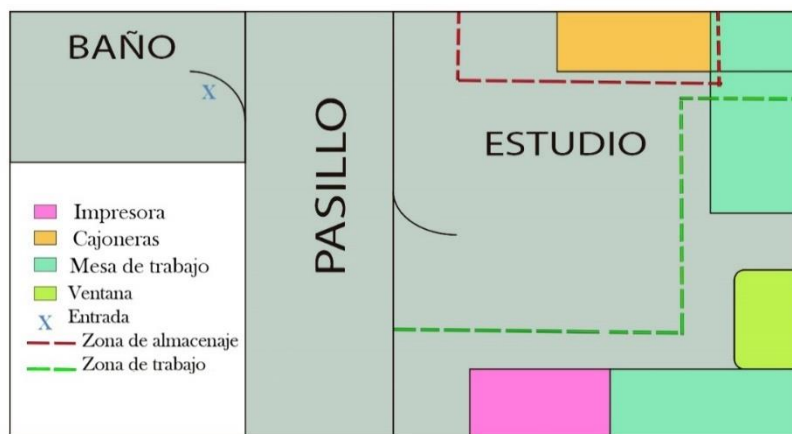 BAÑO
X
PASILLO
ESTUDIO
Impresora
Cajoneras
Mesa de trabajo
Ventana
X Entrada
Zona de almacenaje
Zona de trabajo